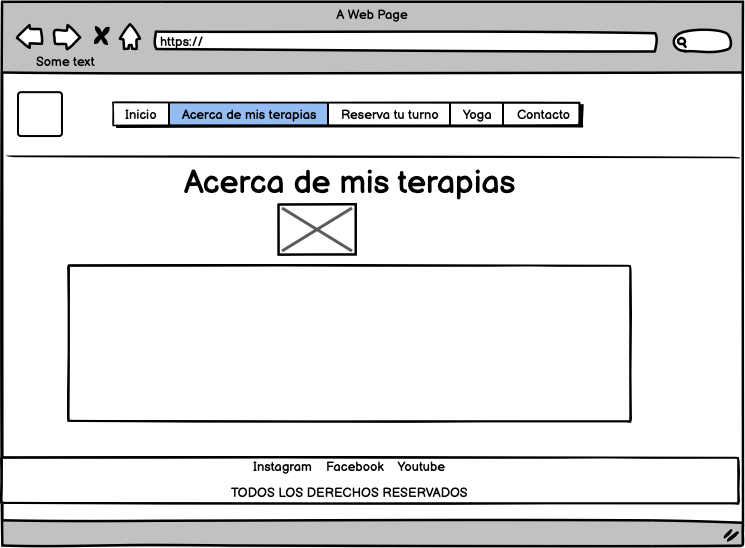 A Web Page
https://
Some text
Inicio Acerca de mis terapias Reserva tu turno Yoga Contacto
Acerca de mis terapias
Instagram Facebook Youtube
TODOS LOS DERECHOS RESERVADOS